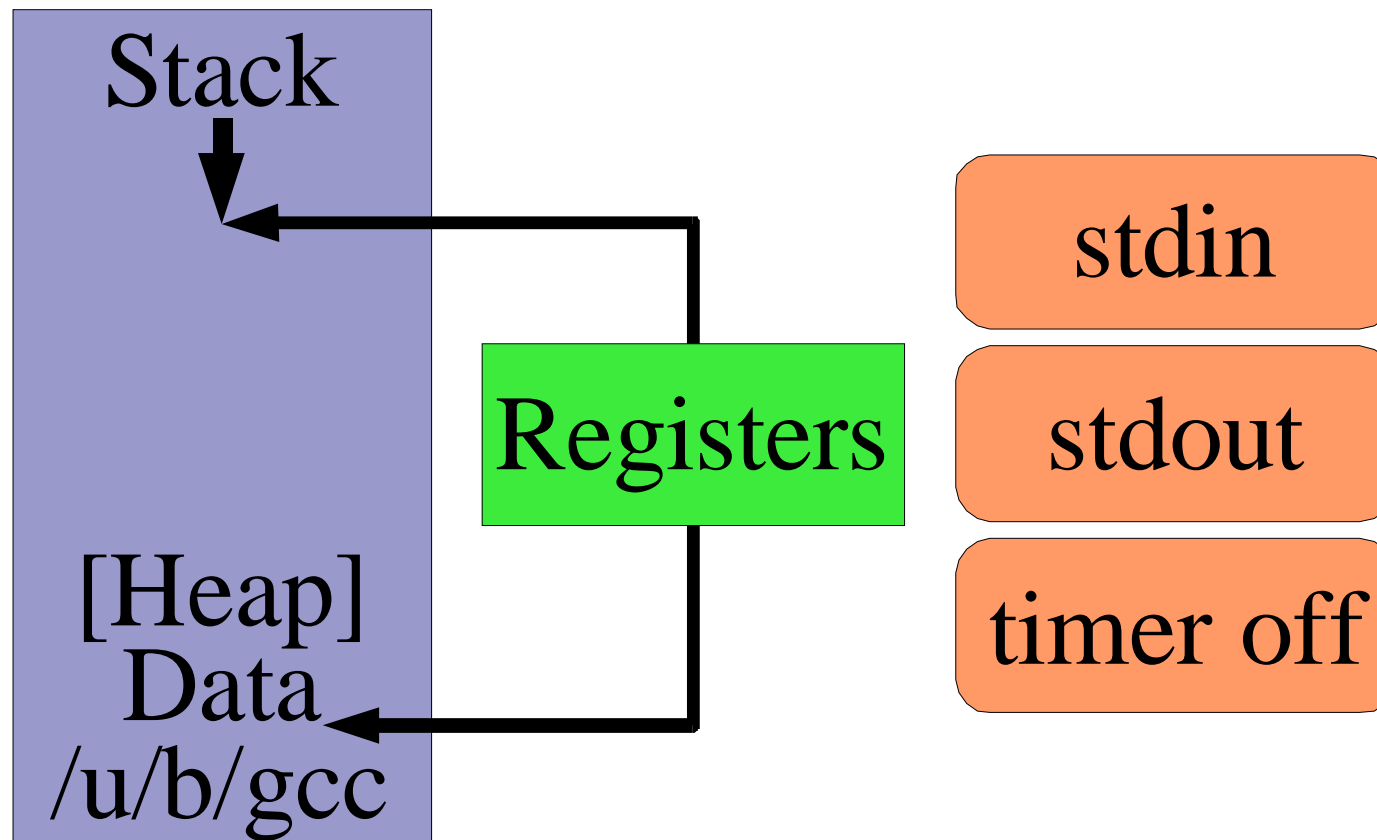 Stack
[Heap]
Data
/u/b/gcc
Registers
stdin
stdout
timer off